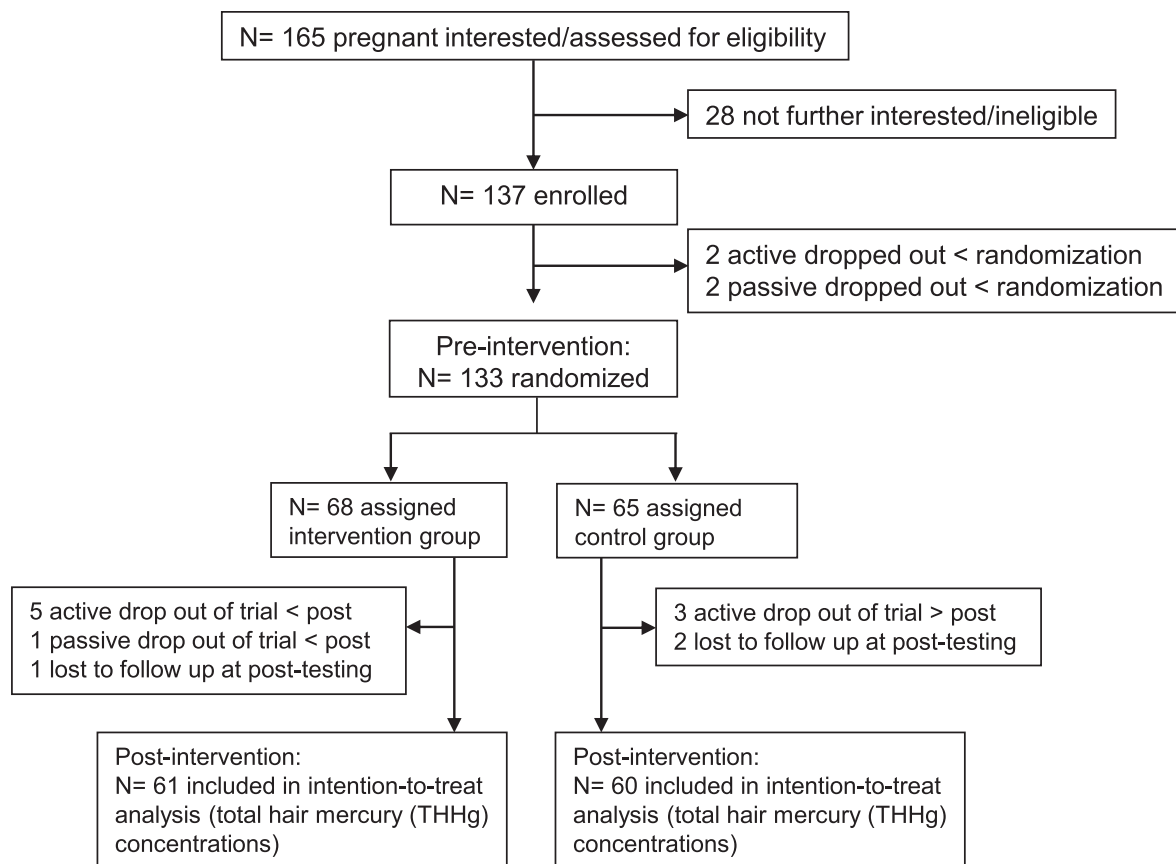 N= 165 pregnant interested/assessed for eligibility
28 not further interested/ineligible
N= 137 enrolled
2 active dropped out < randomization
2 passive dropped out < randomization
Pre-intervention:
N= 133 randomized
N= 68 assigned
intervention group
N= 65 assigned
control group
5 active drop out of trial < post
1 passive drop out of trial < post
1 lost to follow up at post-testing
3 active drop out of trial > post
2 lost to follow up at post-testing
Post-intervention:
N= 61 included in intention-to-treat
analysis (total hair mercury (THHg)
concentrations)
Post-intervention:
N= 60 included in intention-to-treat
analysis (total hair mercury (THHg)
concentrations)